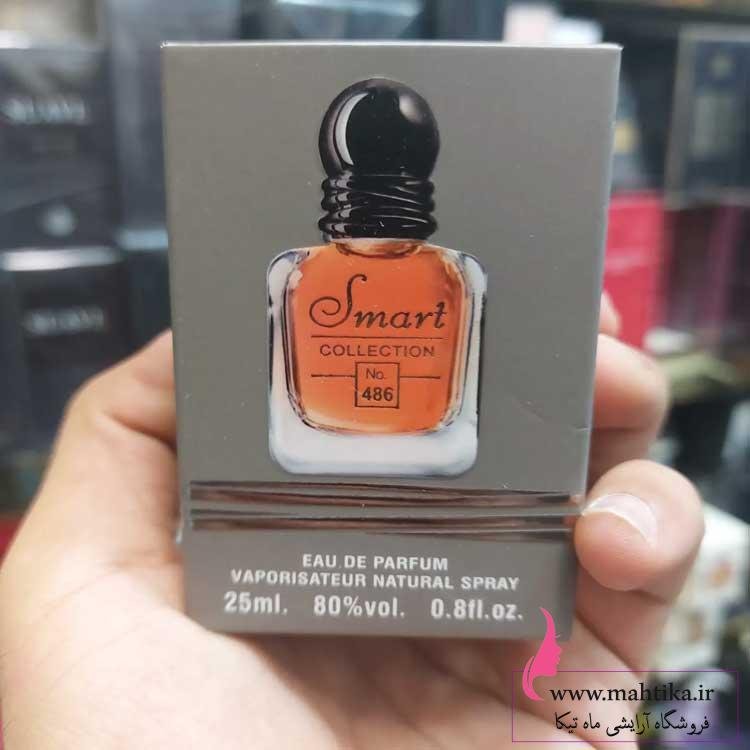 Smart
COLLECTION
No.
486
EAU DE PARFUM
VAPORISATEUR NATURAL SPRAY
25ml. 80%vol. 0.8fl.oz.
www.mahtika.ir
فروشگاه آرایشی ماه تیکا